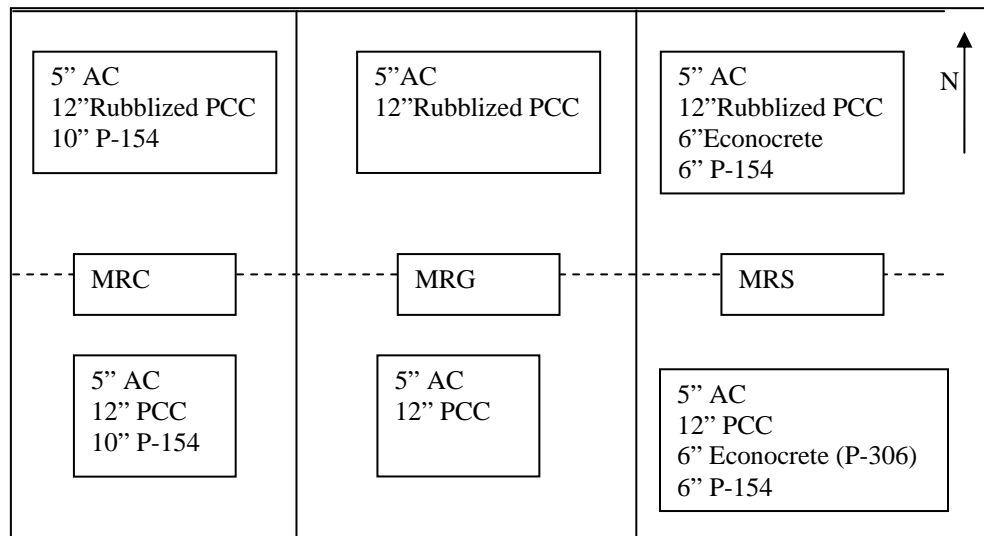 5” AC
12”Rubblized PCC
10” P-154
5”AC
12”Rubblized PCC
5” AC
12”Rubblized PCC
6”Econocrete
6” P-154
N
MRC
MRG
MRS
5” AC
12” PCC
10” P-154
5” AC
12” PCC
5” AC
12” PCC
6” Econocrete (P-306)
6” P-154